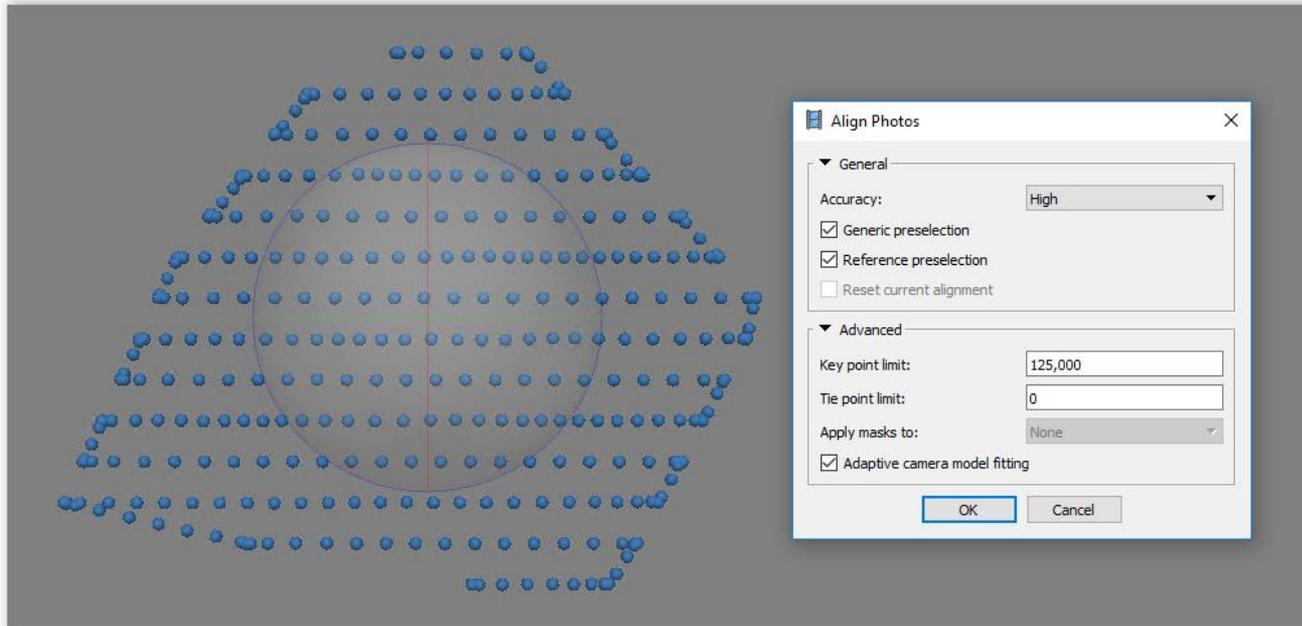 Align Photos
General
Accuracy: High
Generic preselection
Reference preselection
Reset current alignment
Advanced
Key point limit: 125,000
Tie point limit: 0
Apply masks to: None
Adaptive camera model fitting
OK Cancel